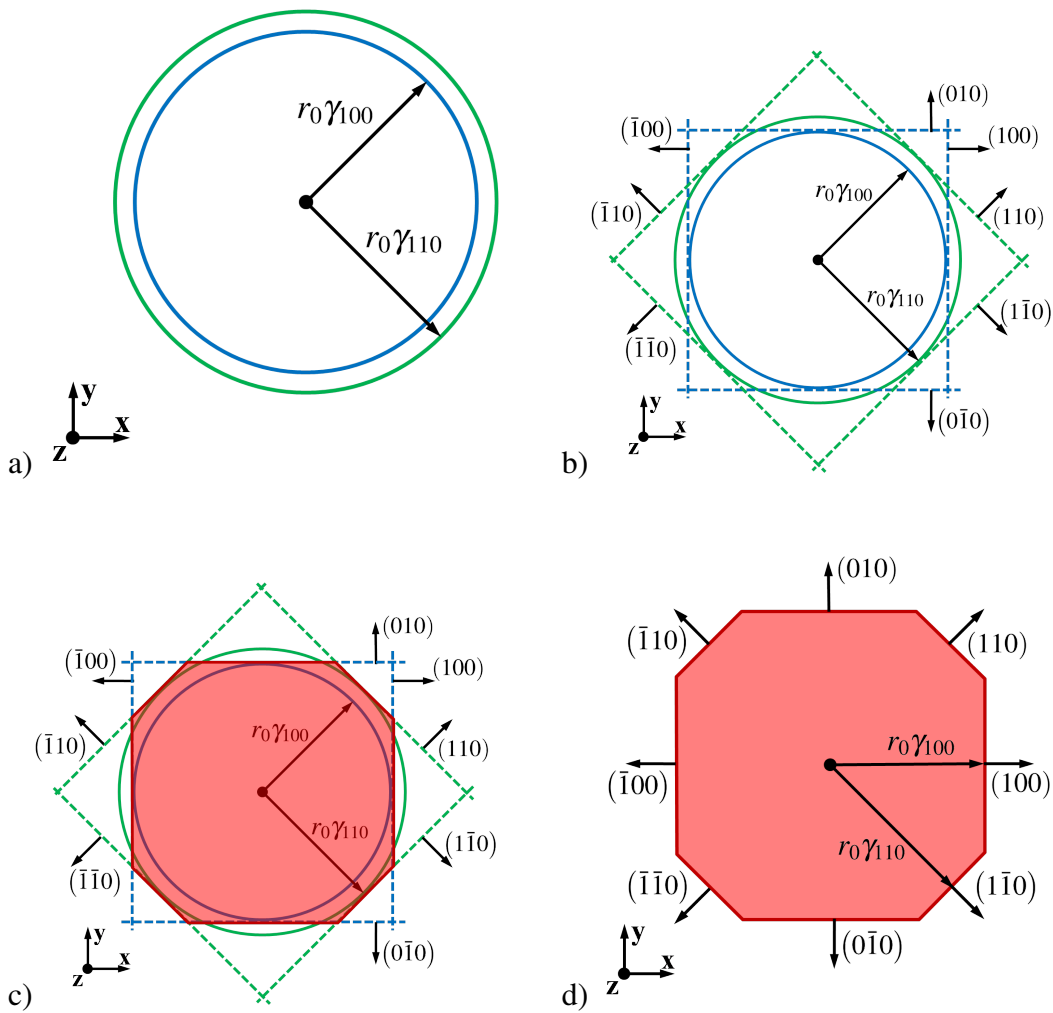 r₀γ₁₀₀
r₀γ₁₁₀
y
x
z
a)
(010)
(1̄00)
(100)
(1̄10)
(110)
r₀γ₁₀₀
r₀γ₁₁₀
(1̄1̄0)
(11̄0)
(01̄0)
y
x
z
b)
(010)
(1̄00)
(100)
(1̄10)
(110)
r₀γ₁₀₀
r₀γ₁₁₀
(1̄1̄0)
(11̄0)
(01̄0)
y
x
z
c)
(010)
(1̄10)
(110)
r₀γ₁₀₀
(1̄00)
(100)
r₀γ₁₁₀
(1̄1̄0)
(11̄0)
(01̄0)
y
x
z
d)